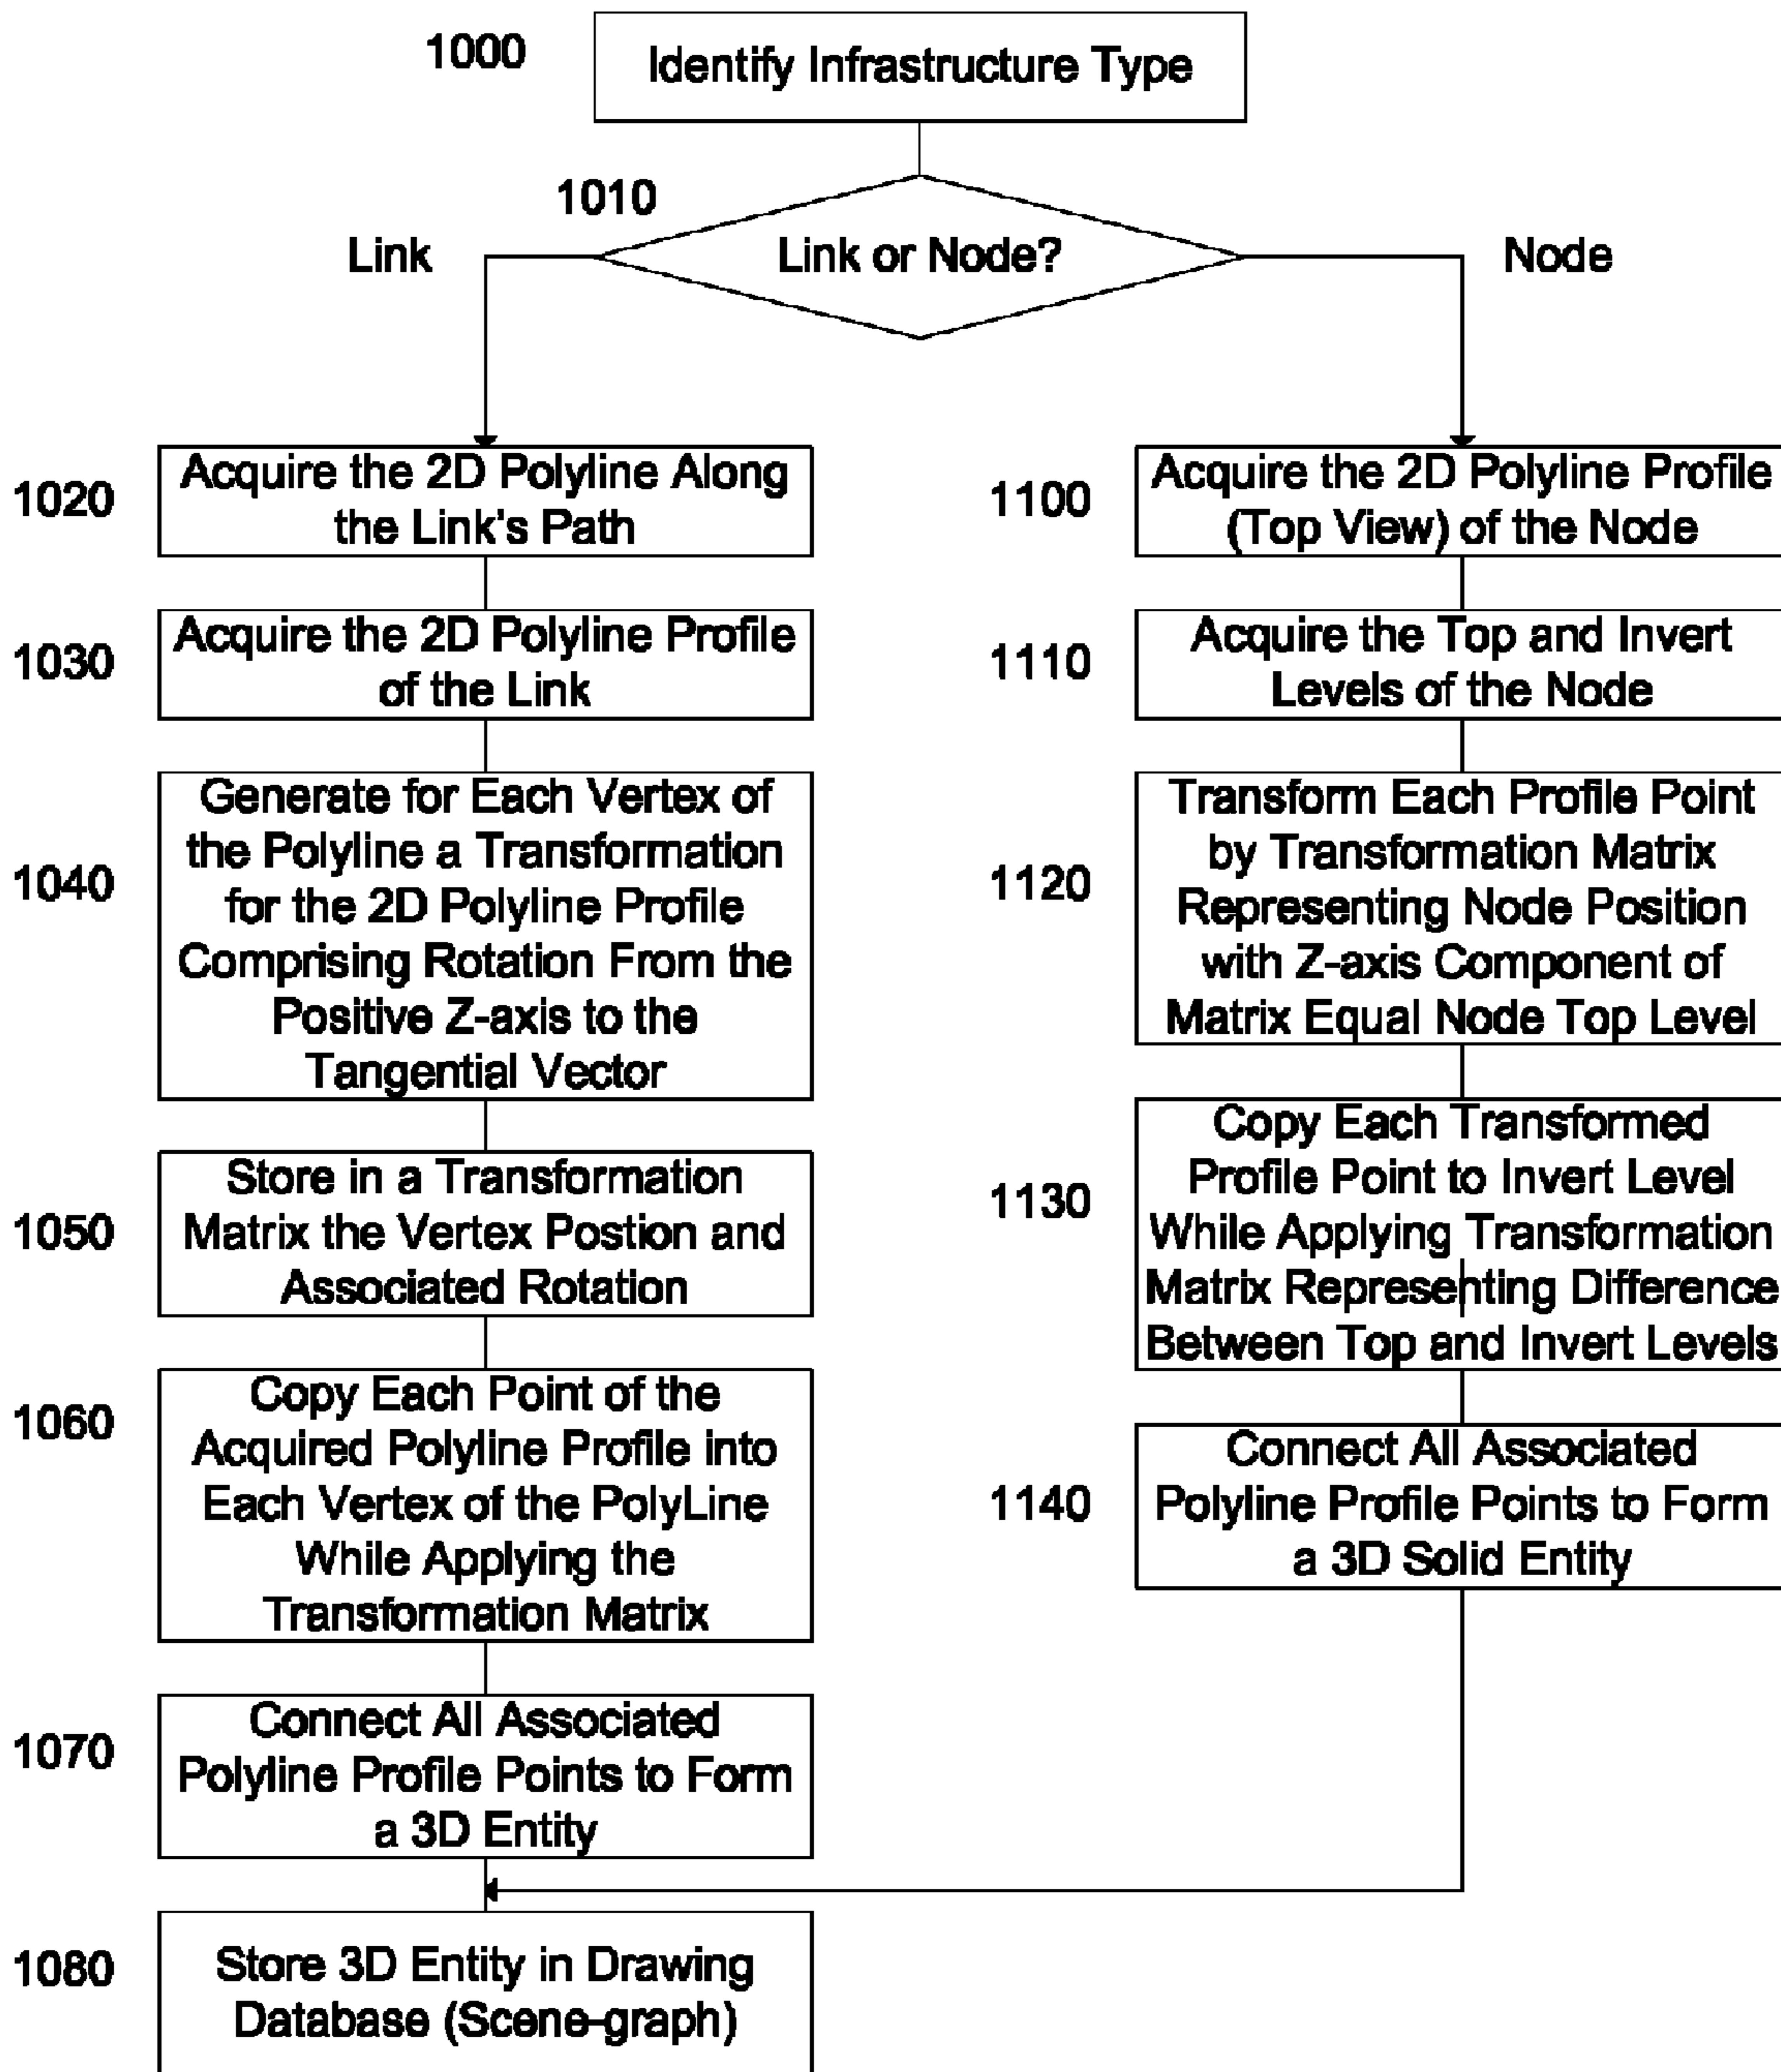 1000
Identify Infrastructure Type
1010
Link or Node?
Link
Node
1020
Acquire the 2D Polyline Along
the Link's Path
1030
Acquire the 2D Polyline Profile
of the Link
1040
Generate for Each Vertex of
the Polyline a Transformation
for the 2D Polyline Profile
Comprising Rotation From the
Positive Z-axis to the
Tangential Vector
1050
Store in a Transformation
Matrix the Vertex Postion and
Associated Rotation
1060
Copy Each Point of the
Acquired Polyline Profile into
Each Vertex of the PolyLine
While Applying the
Transformation Matrix
1070
Connect All Associated
Polyline Profile Points to Form
a 3D Entity
1080
Store 3D Entity in Drawing
Database (Scene-graph)
1100
Acquire the 2D Polyline Profile
(Top View) of the Node
1110
Acquire the Top and Invert
Levels of the Node
1120
Transform Each Profile Point
by Transformation Matrix
Representing Node Position
with Z-axis Component of
Matrix Equal Node Top Level
1130
Copy Each Transformed
Profile Point to Invert Level
While Applying Transformation
Matrix Representing Difference
Between Top and Invert Levels
1140
Connect All Associated
Polyline Profile Points to Form
a 3D Solid Entity